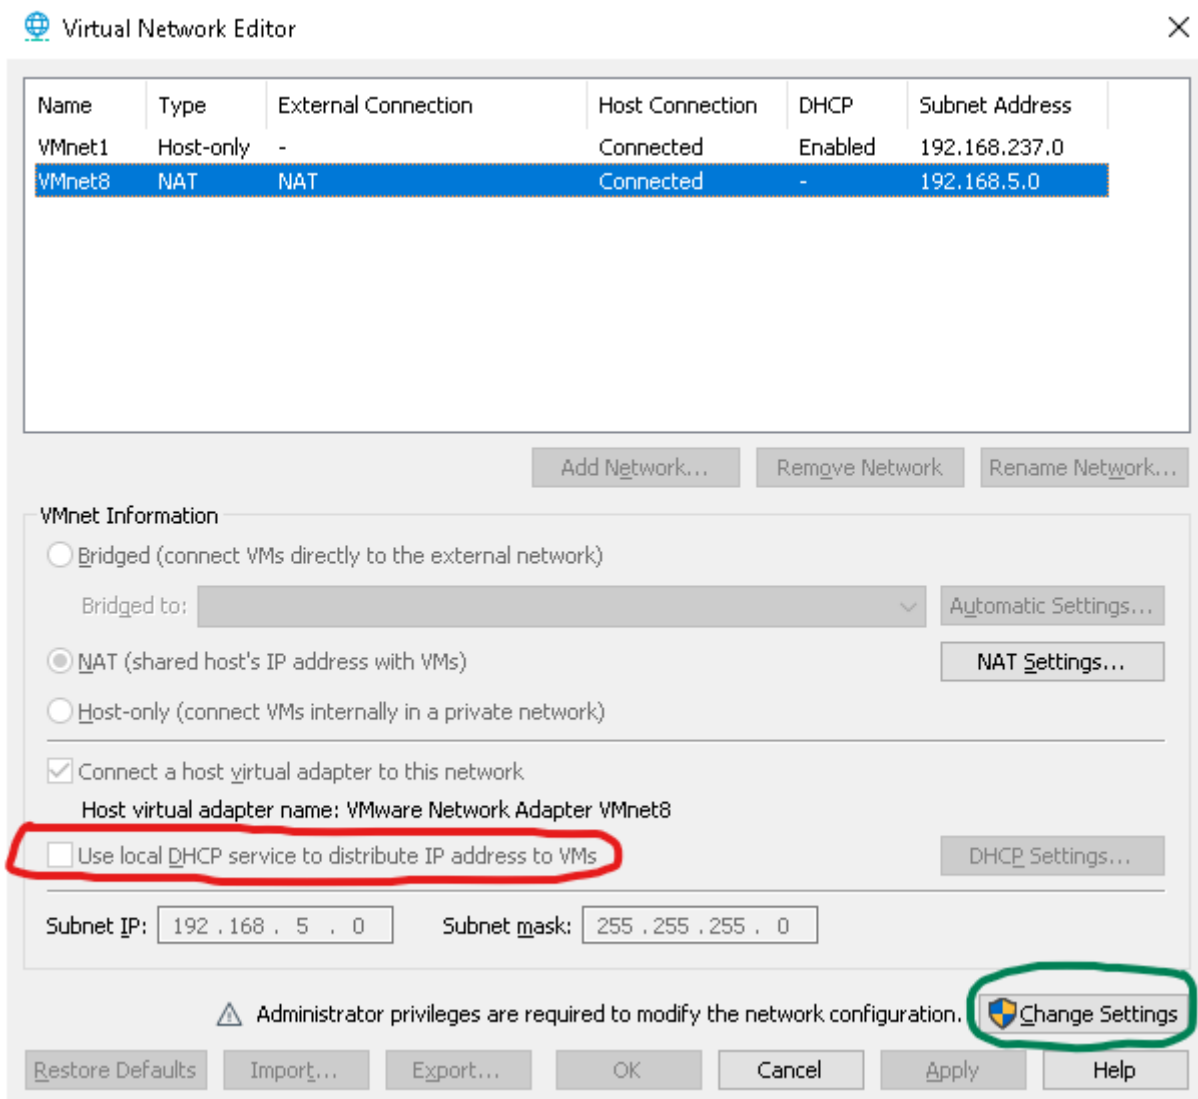 Virtual Network Editor
Name Type External Connection Host Connection DHCP Subnet Address
VMnet1 Host-only - Connected Enabled 192.168.237.0
VMnet8 NAT NAT Connected - 192.168.5.0
Add Network... Remove Network Rename Network...
VMnet Information
Bridged (connect VMs directly to the external network)
Bridged to: Automatic Settings...
NAT (shared host's IP address with VMs) NAT Settings...
Host-only (connect VMs internally in a private network)
Connect a host virtual adapter to this network
Host virtual adapter name: VMware Network Adapter VMnet8
Use local DHCP service to distribute IP address to VMs DHCP Settings...
Subnet IP: 192 . 168 . 5 . 0 Subnet mask: 255 . 255 . 255 . 0
Administrator privileges are required to modify the network configuration. Change Settings
Restore Defaults Import... Export... OK Cancel Apply Help